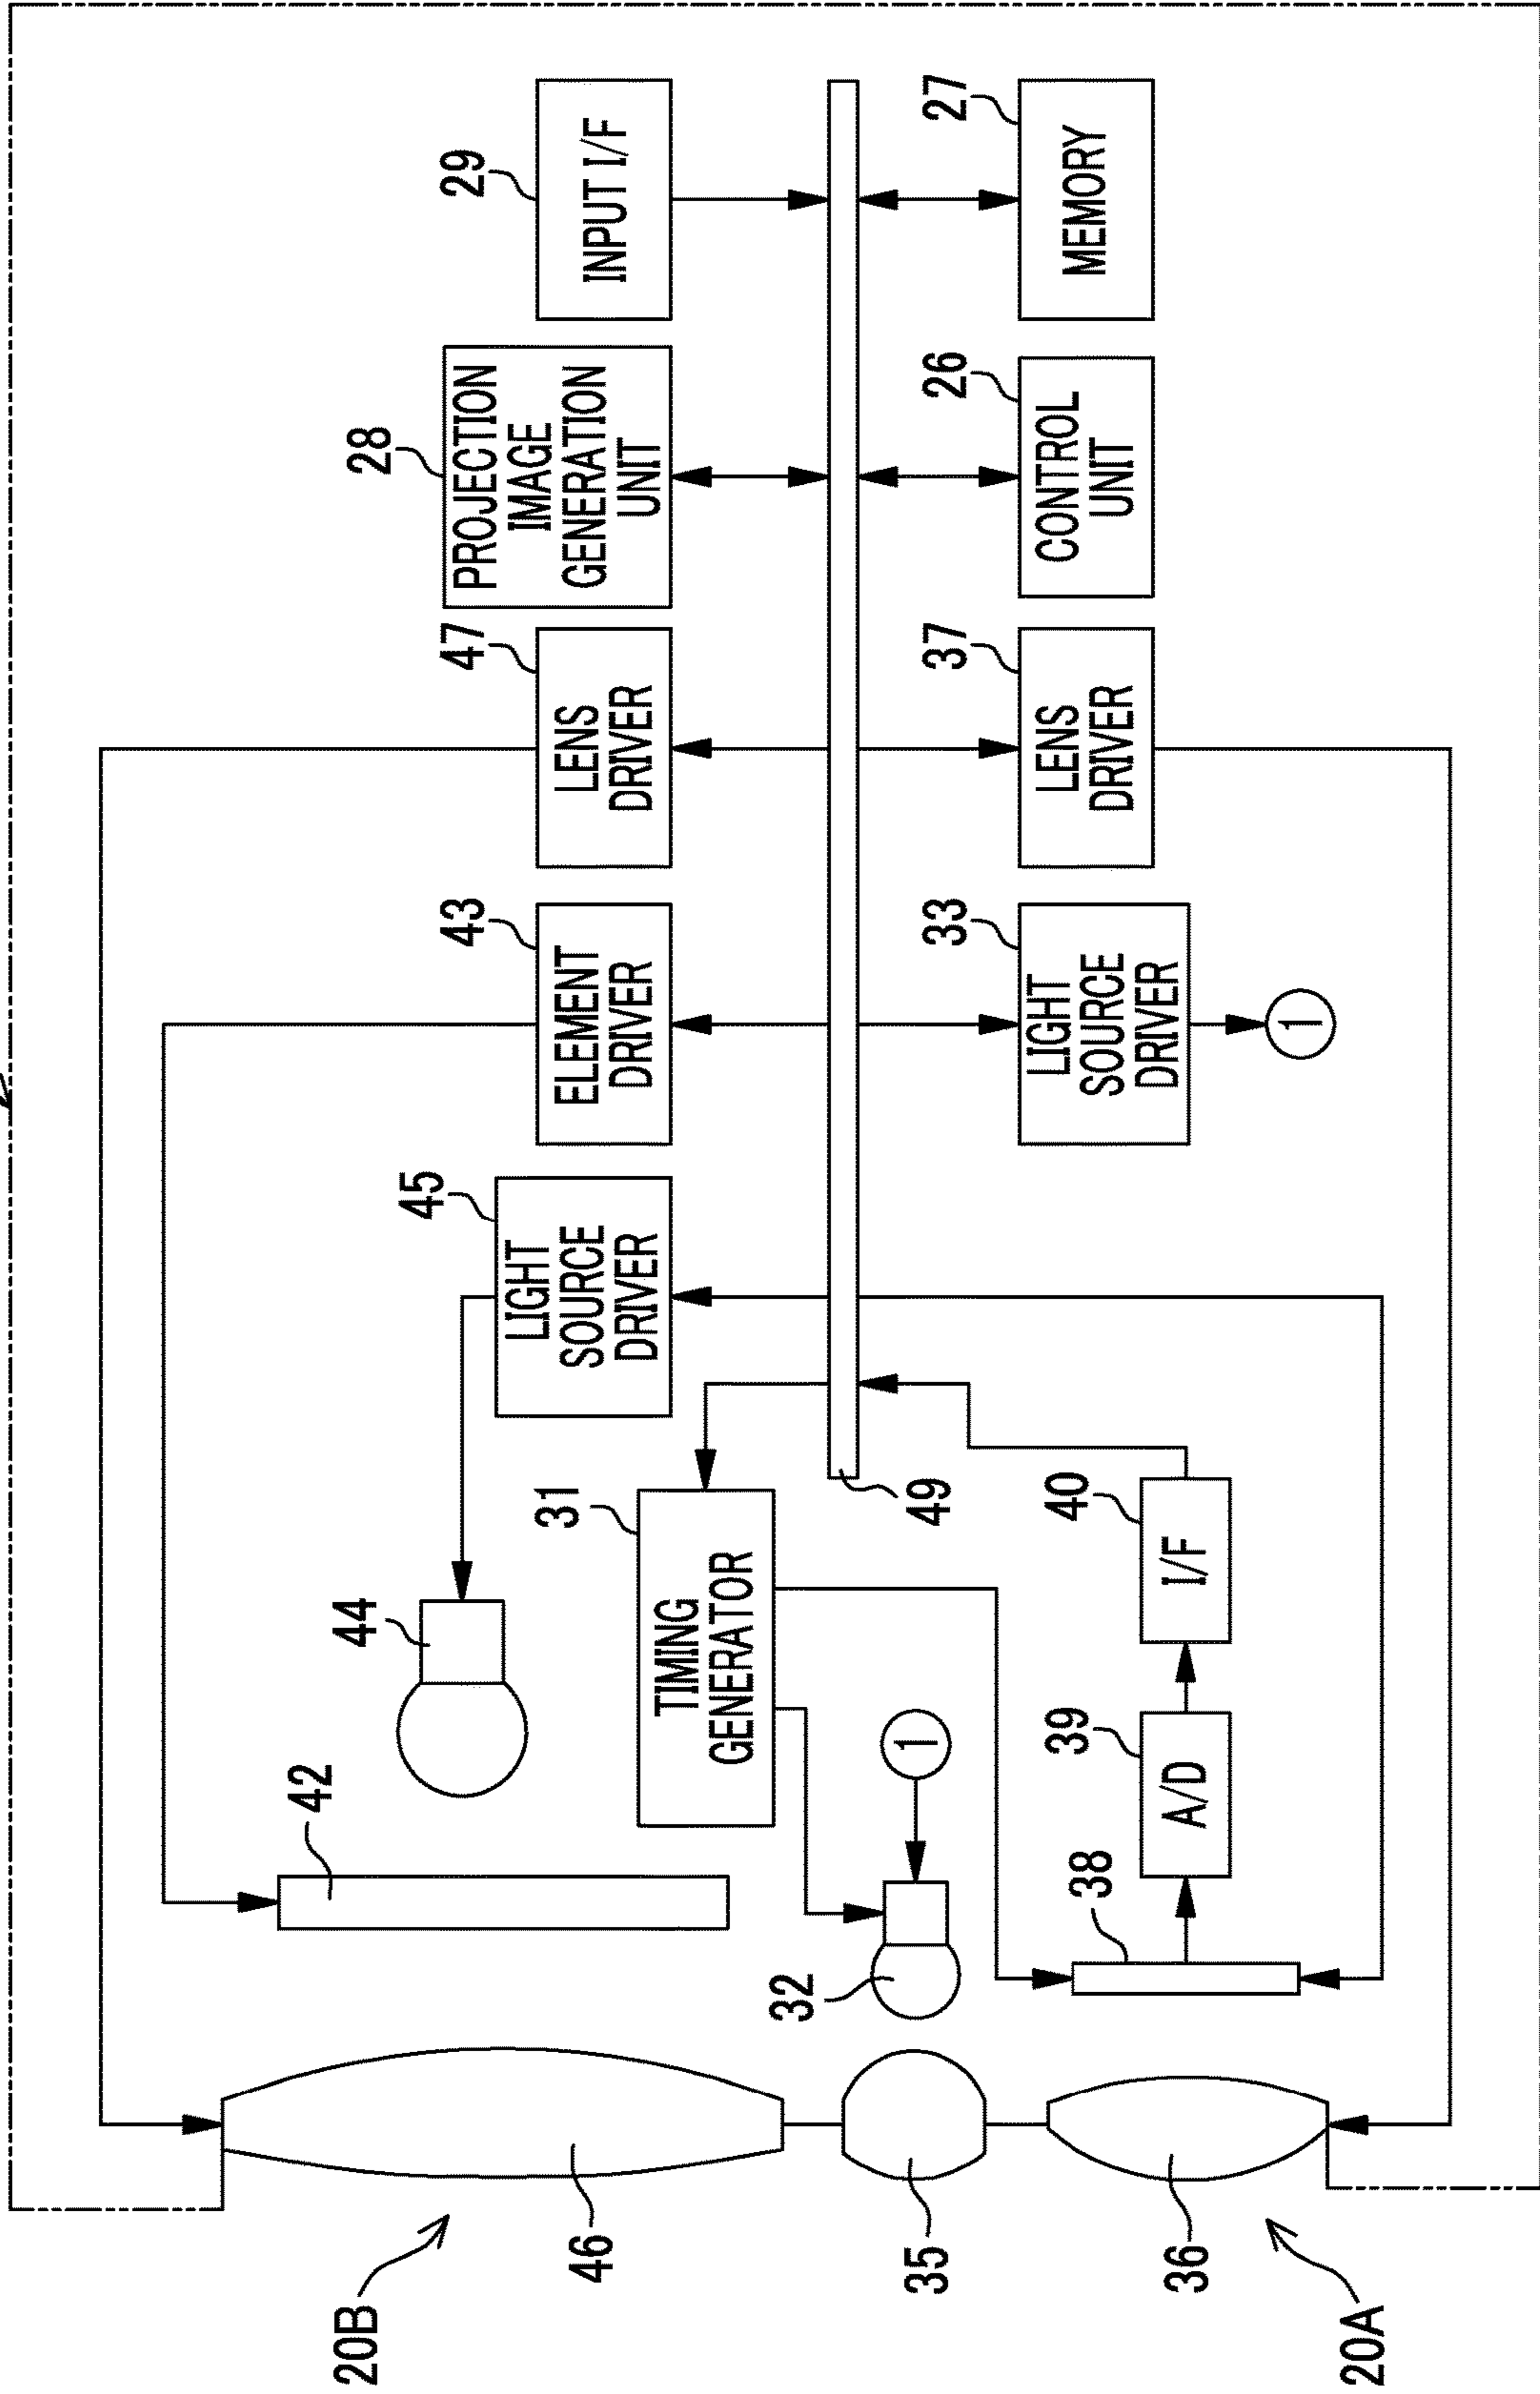 20B
46
42
44
45
LIGHT
SOURCE
DRIVER
43
ELEMENT
DRIVER
47
LENS
DRIVER
28
PROJECTION
IMAGE
GENERATION
UNIT
29
INPUT I/F
31
TIMING
GENERATOR
32
1
35
49
38
39
A/D
40
I/F
33
LIGHT
SOURCE
DRIVER
1
37
LENS
DRIVER
26
CONTROL
UNIT
27
MEMORY
36
20A